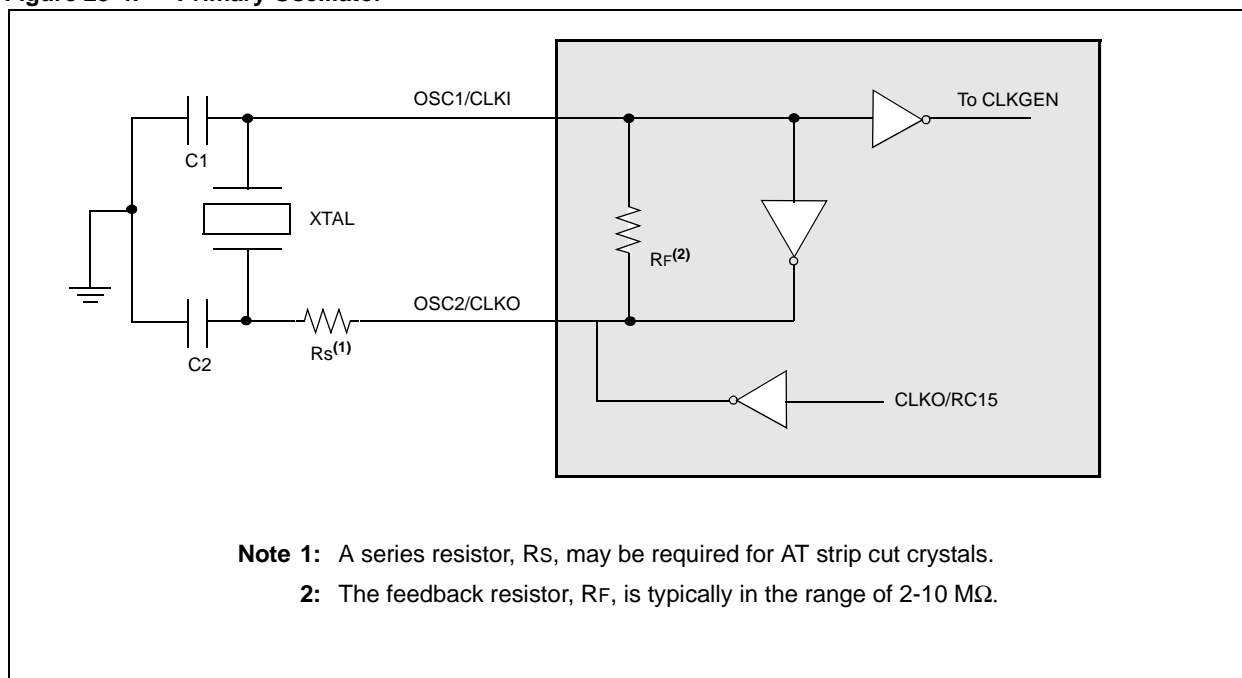 OSC1/CLKI
To CLKGEN
C1
XTAL
RF(2)
OSC2/CLKO
Rs(1)
C2
CLKO/RC15
Note 1: A series resistor, RS, may be required for AT strip cut crystals.
2: The feedback resistor, RF, is typically in the range of 2-10 MΩ.